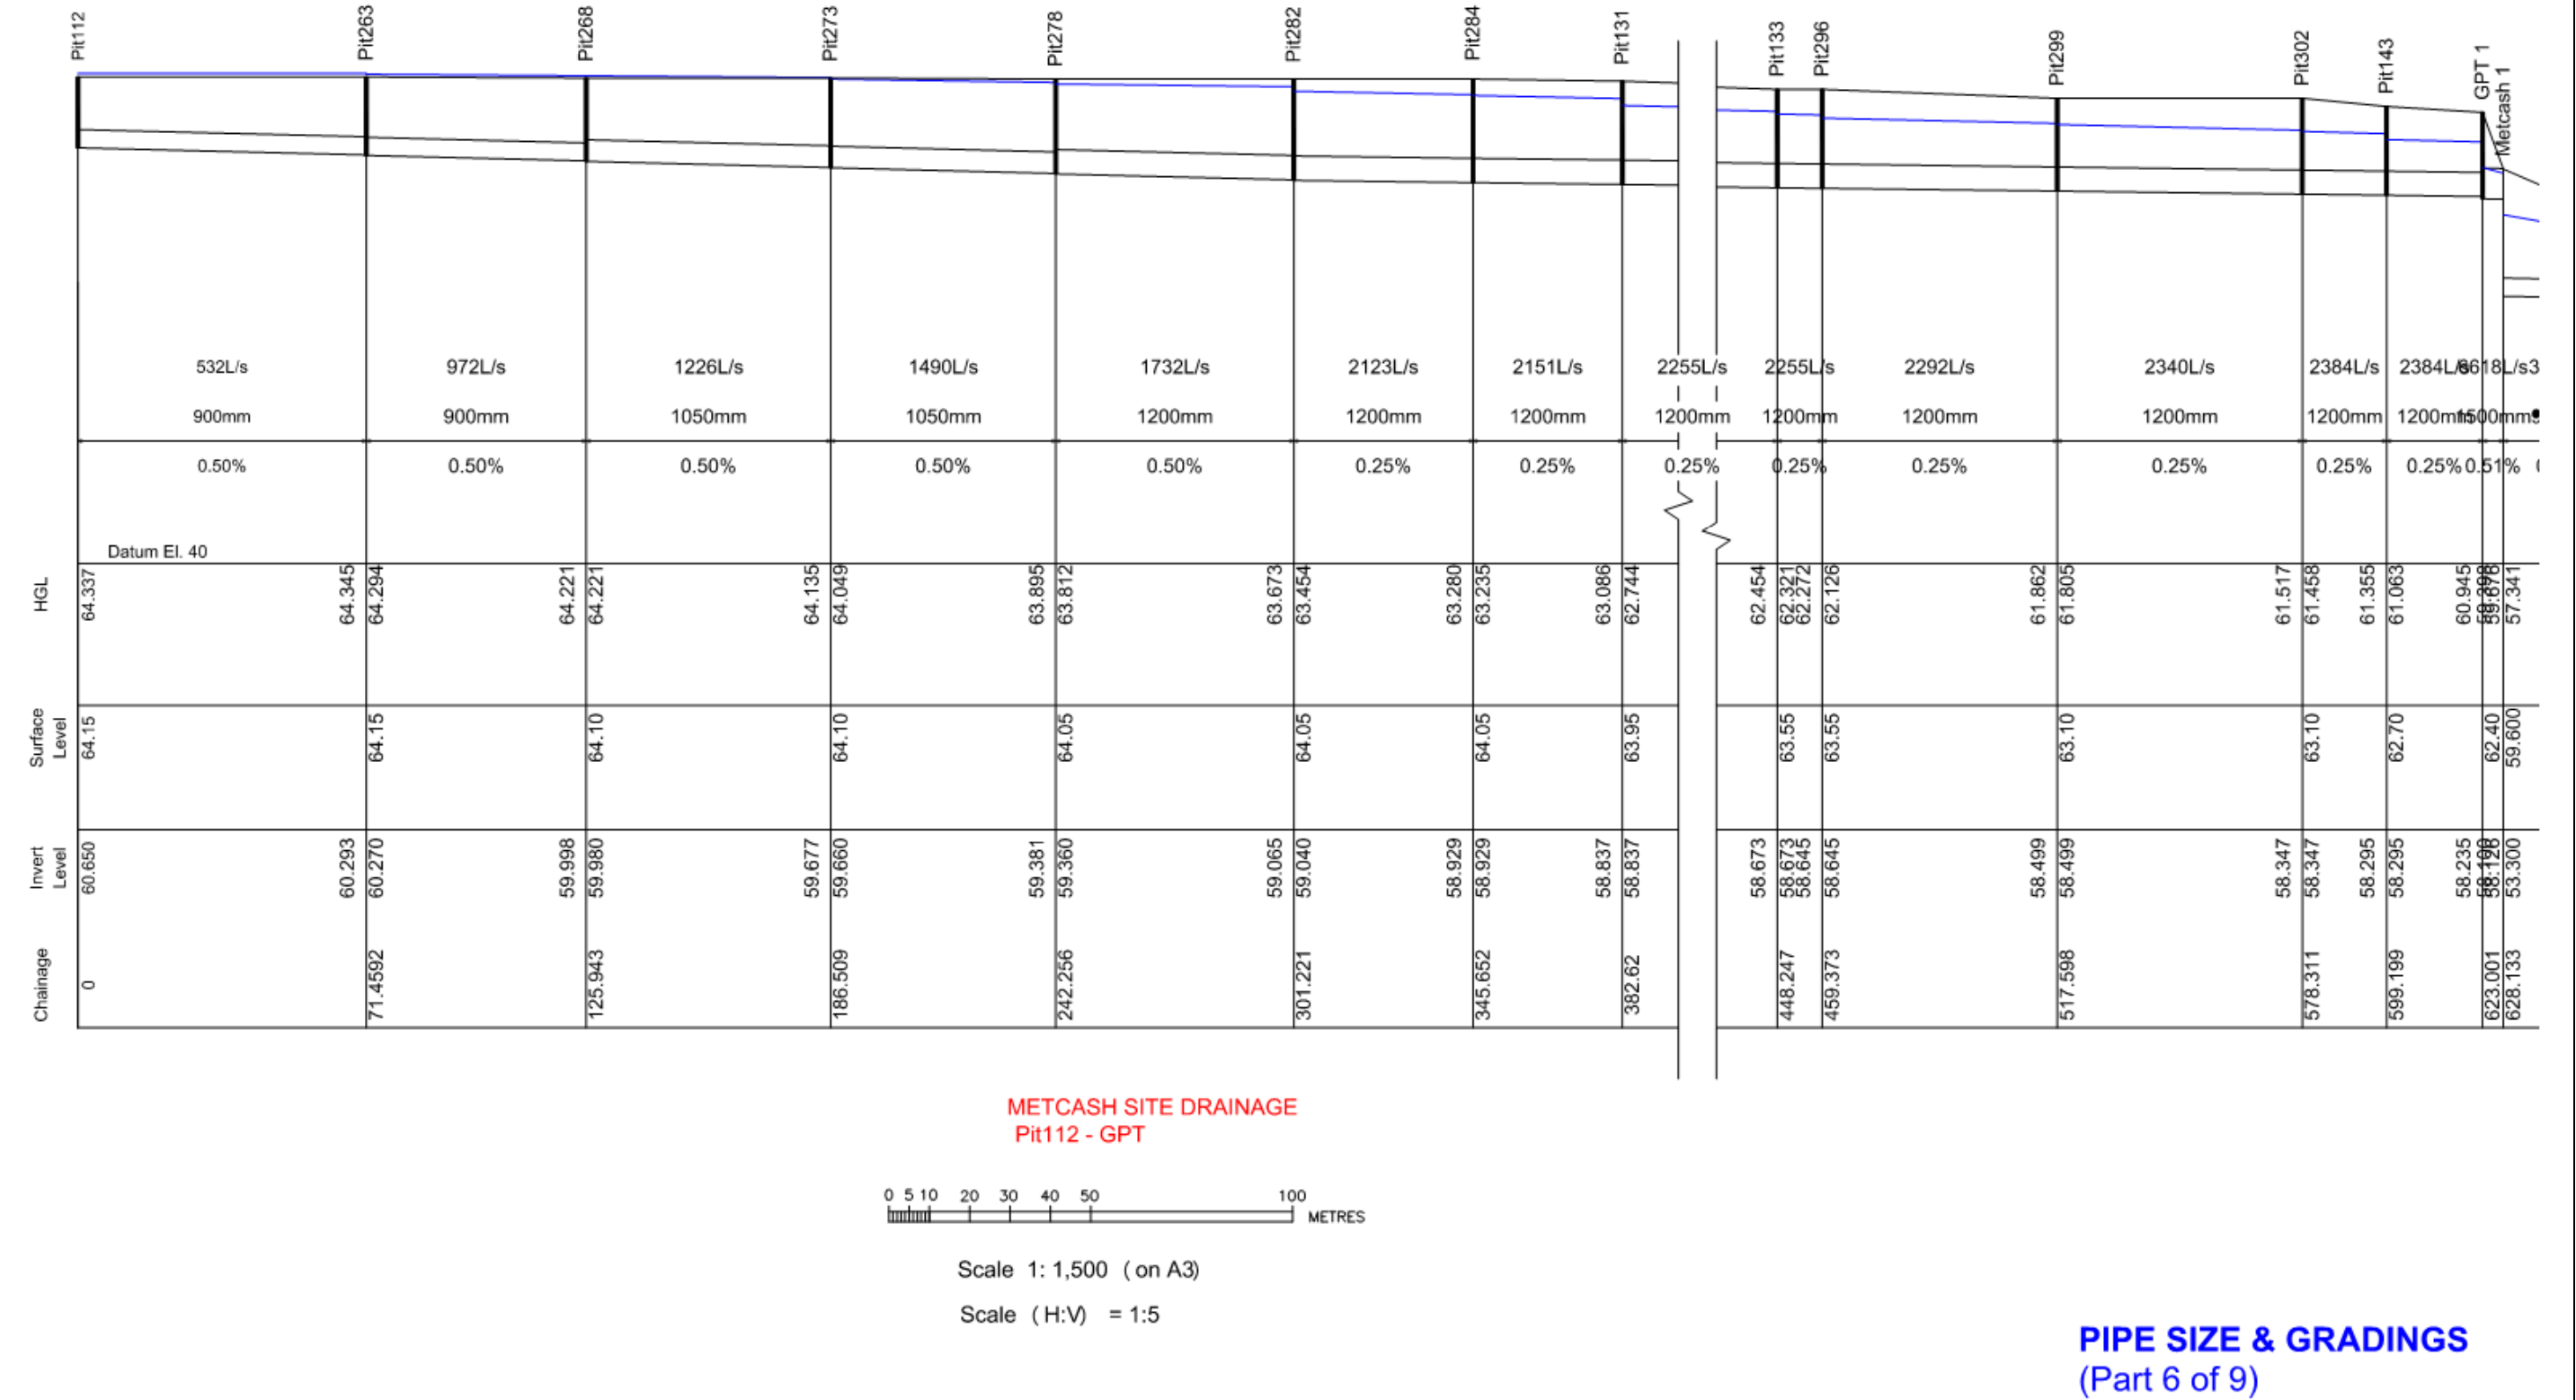 Pit112 Pit263 Pit268 Pit273 Pit278 Pit282 Pit284 Pit131 Pit133 Pit296 Pit299 Pit302 Pit143 GPT 1 Metcash 1
532L/s 972L/s 1226L/s 1490L/s 1732L/s 2123L/s 2151L/s 2255L/s 2255L/s 2292L/s 2340L/s 2384L/s 2384L/s 6618L/s 3
900mm 900mm 1050mm 1050mm 1200mm 1200mm 1200mm 1200mm 1200mm 1200mm 1200mm 1200mm 1200mm 1500mm
0.50% 0.50% 0.50% 0.50% 0.50% 0.25% 0.25% 0.25% 0.25% 0.25% 0.25% 0.25% 0.25% 0.51%
Datum El. 40
HGL 64.337 64.345 64.294 64.221 64.221 64.135 64.049 63.895 63.812 63.673 63.454 63.280 63.235 63.086 62.744 62.454 62.321 62.272 62.126 61.862 61.805 61.517 61.458 61.355 61.063 60.945 57.341
Surface Level 64.15 64.15 64.10 64.10 64.05 64.05 64.05 63.95 63.55 63.55 63.10 63.10 62.70 62.40 59.600
Invert Level 60.650 60.293 60.270 59.998 59.980 59.677 59.660 59.381 59.360 59.065 59.040 58.929 58.929 58.837 58.837 58.673 58.673 58.645 58.645 58.499 58.499 58.347 58.347 58.295 58.295 58.235 58.126 53.300
Chainage 0 71.4592 125.943 186.509 242.256 301.221 345.652 382.62 448.247 459.373 517.598 578.311 599.199 623.001 628.133
METCASH SITE DRAINAGE
Pit112 - GPT
0 5 10 20 30 40 50 100
METRES
Scale 1: 1,500 ( on A3)
Scale ( H:V) = 1:5
PIPE SIZE & GRADINGS
(Part 6 of 9)